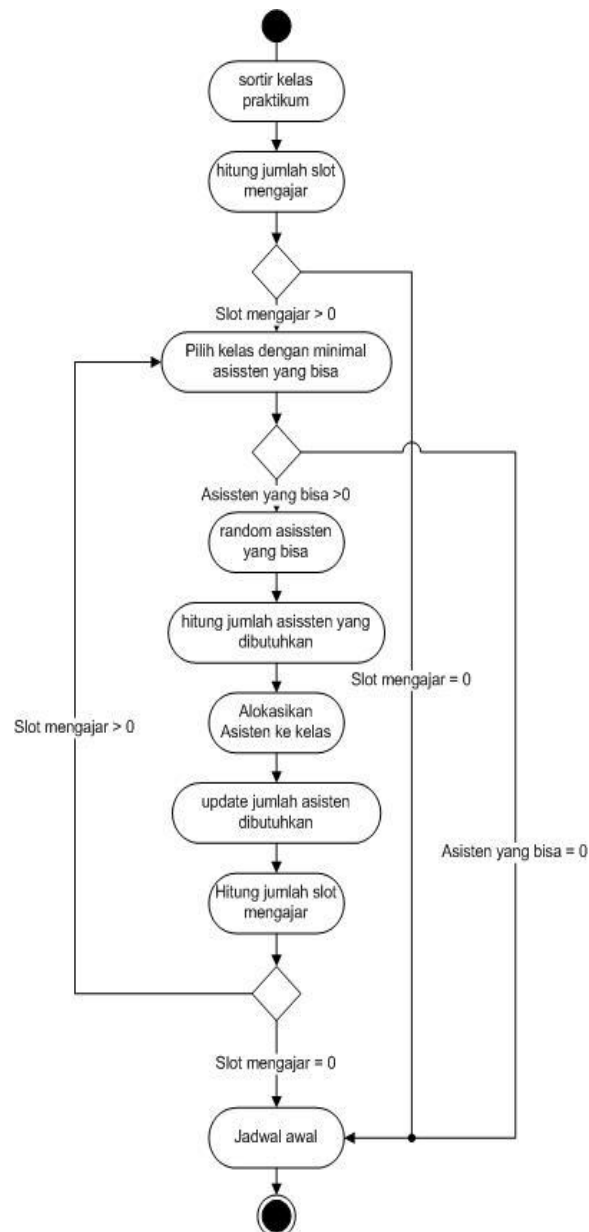 sortir kelas
praktikum
hitung jumlah slot
mengajar
Slot mengajar > 0
Pilih kelas dengan minimal
asissten yang bisa
Asissten yang bisa >0
random asissten
yang bisa
hitung jumlah asissten yang
dibutuhkan
Slot mengajar = 0
Alokasikan
Asisten ke kelas
Slot mengajar > 0
update jumlah asisten
dibutuhkan
Asisten yang bisa = 0
Hitung jumlah slot
mengajar
Slot mengajar = 0
Jadwal awal